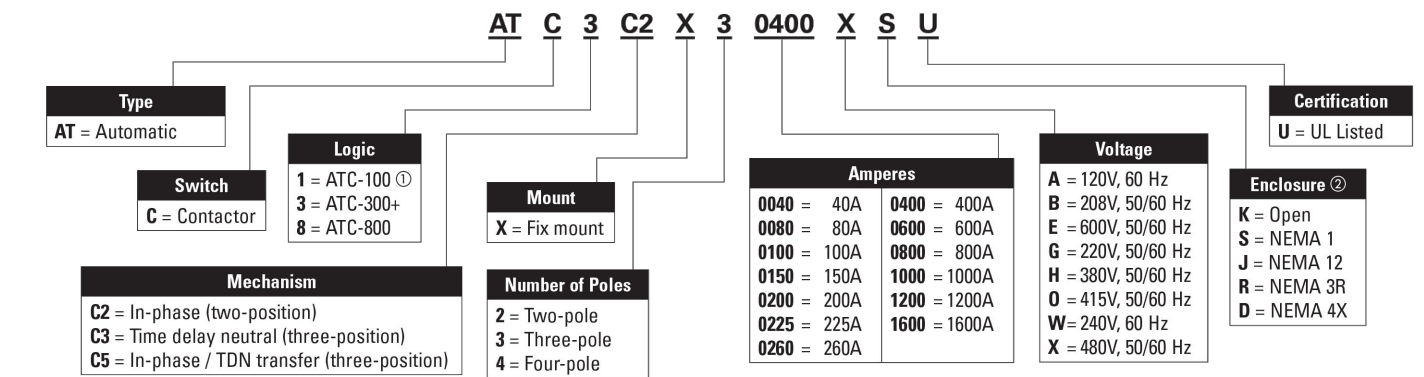 AT C 3 C2 X 3 0400 X S U
Type
AT = Automatic
Switch
C = Contactor
Logic
1 = ATC-100 ①
3 = ATC-300+
8 = ATC-800
Mechanism
C2 = In-phase (two-position)
C3 = Time delay neutral (three-position)
C5 = In-phase / TDN transfer (three-position)
Mount
X = Fix mount
Number of Poles
2 = Two-pole
3 = Three-pole
4 = Four-pole
Amperes
0040 = 40A
0080 = 80A
0100 = 100A
0150 = 150A
0200 = 200A
0225 = 225A
0260 = 260A
0400 = 400A
0600 = 600A
0800 = 800A
1000 = 1000A
1200 = 1200A
1600 = 1600A
Voltage
A = 120V, 60 Hz
B = 208V, 50/60 Hz
E = 600V, 50/60 Hz
G = 220V, 50/60 Hz
H = 380V, 50/60 Hz
O = 415V, 50/60 Hz
W= 240V, 60 Hz
X = 480V, 50/60 Hz
Enclosure ②
K = Open
S = NEMA 1
J = NEMA 12
R = NEMA 3R
D = NEMA 4X
Certification
U = UL Listed